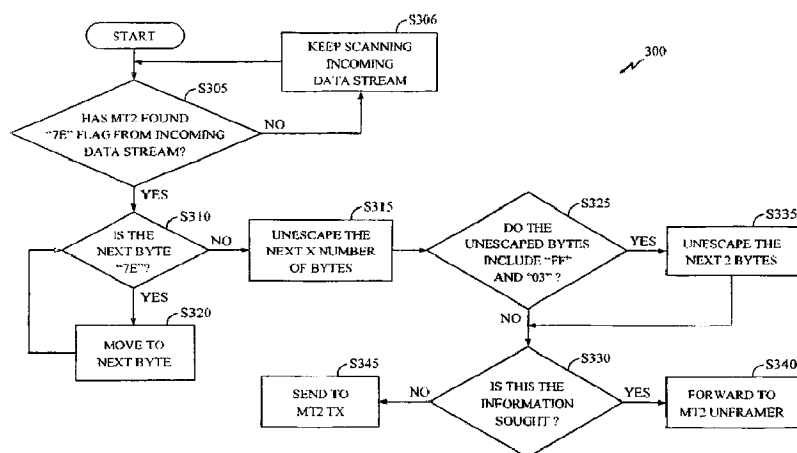 START
S306
KEEP SCANNING
INCOMING
DATA STREAM
300
S305
HAS MT2 FOUND
"7E" FLAG FROM INCOMING
DATA STREAM?
NO
YES
S310
IS THE
NEXT BYTE
"7E"?
NO
S315
UNESCAPE THE
NEXT X NUMBER
OF BYTES
S325
DO THE
UNESCAPED BYTES
INCLUDE "FF"
AND "03" ?
YES
S335
UNESCAPE THE
NEXT 2 BYTES
YES
S320
MOVE TO
NEXT BYTE
NO
S330
IS THIS THE
INFORMATION
SOUGHT ?
NO
S345
SEND TO
MT2 TX
YES
S340
FORWARD TO
MT2 UNFRAMER